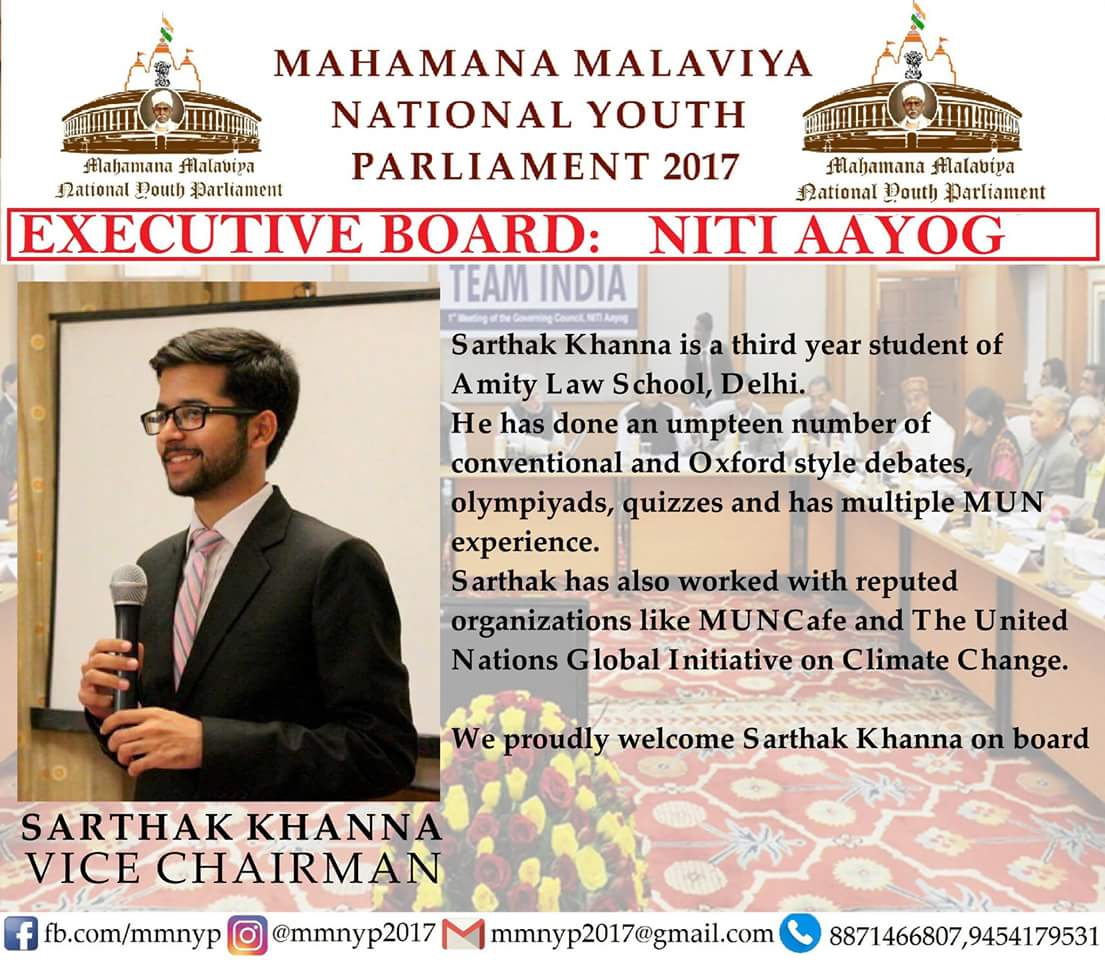 MAHAMANA MALAVIYA
NATIONAL YOUTH
PARLIAMENT 2017
Mahamana Malaviya
National Youth Parliament
Mahamana Malaviya
National Youth Parliament
EXECUTIVE BOARD: NITI AAYOG
TEAM INDIA
1st Meeting of the Governing Council, NITI Aayog
Sarthak Khanna is a third year student of
Amity Law School, Delhi.
He has done an umpteen number of
conventional and Oxford style debates,
olympiyads, quizzes and has multiple MUN
experience.
Sarthak has also worked with reputed
organizations like MUNCafe and The United
Nations Global Initiative on Climate Change.
We proudly welcome Sarthak Khanna on board
SARTHAK KHANNA
VICE CHAIRMAN
fb.com/mmnyp @mmnyp2017 mmnyp2017@gmail.com 8871466807,9454179531